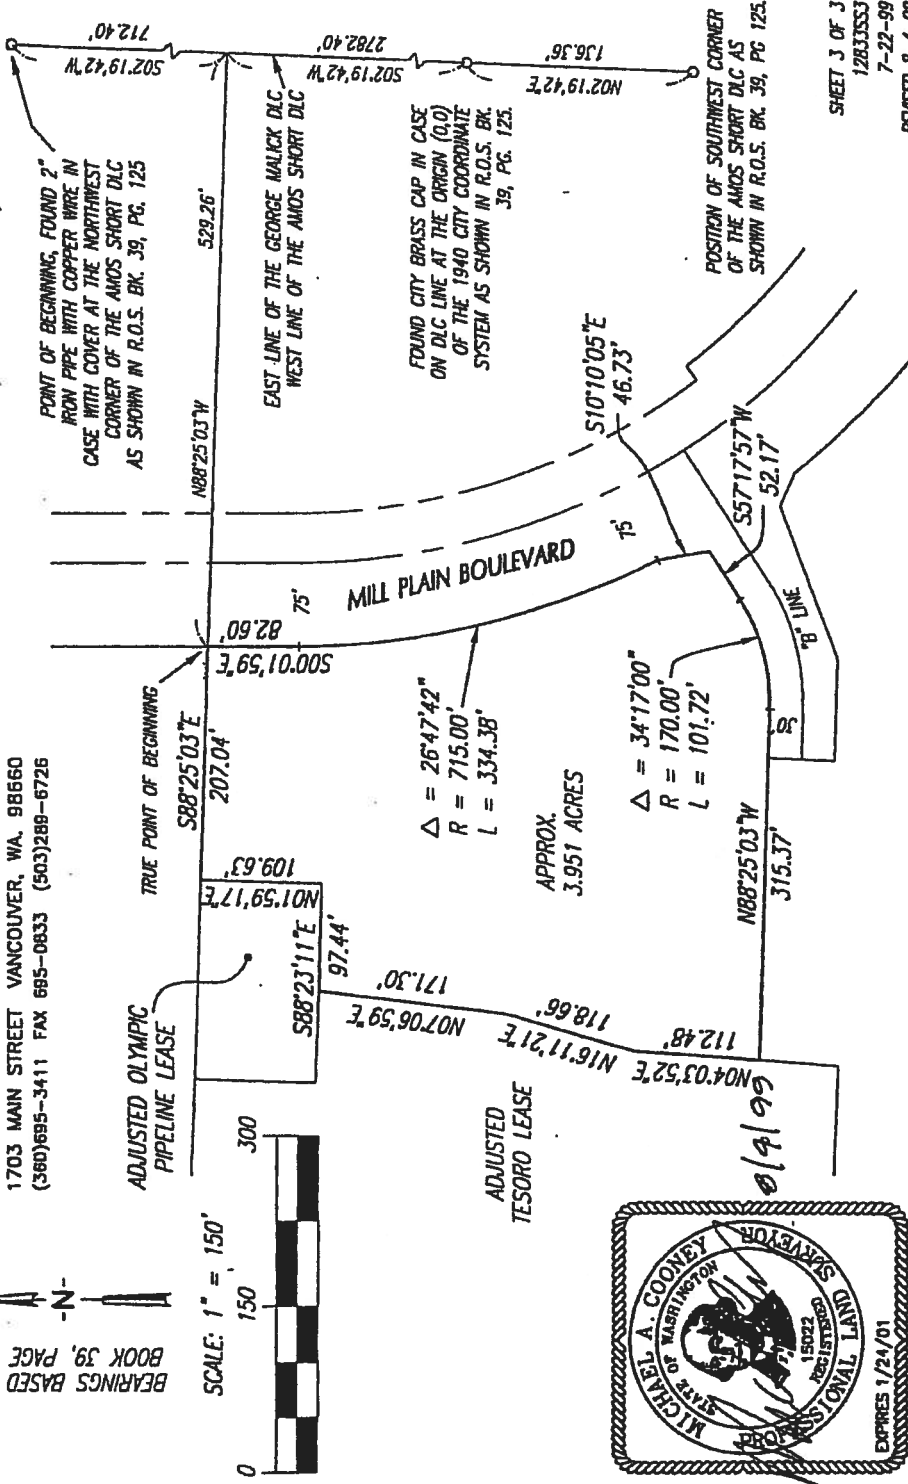 1703 MAIN STREET VANCOUVER, WA. 98660
(360)695-3411 FAX 695-0833 (503)289-6726
BEARINGS BASED
BOOK 39, PAGE
-N-
SCALE: 1" = 150'
0 150 300
POINT OF BEGINNING, FOUND 2"
IRON PIPE WITH COPPER WIRE IN
CASE WITH COVER AT THE NORTHWEST
CORNER OF THE AMOS SHORT DLC
AS SHOWN IN R.O.S. BK. 39, PG. 125
S02°19'42"W
712.40'
N88°25'03"W
529.26'
EAST LINE OF THE GEORGE MALICK DLC
WEST LINE OF THE AMOS SHORT DLC
S02°19'42"W
2782.40'
FOUND CITY BRASS CAP IN CASE
ON DLC LINE AT THE ORIGIN (0,0)
OF THE 1940 CITY COORDINATE
SYSTEM AS SHOWN IN R.O.S. BK.
39, PG. 125.
N02°19'42"E
136.36'
POSITION OF SOUTHWEST CORNER
OF THE AMOS SHORT DLC AS
SHOWN IN R.O.S. BK. 39, PG 125.
TRUE POINT OF BEGINNING
S88°25'03"E
207.04'
S00°01'59"E
82.60'
75'
MILL PLAIN BOULEVARD
75'
ADJUSTED OLYMPIC
PIPELINE LEASE
N01°59'17"E
109.63'
S88°23'11"E
97.44'
Δ = 26°47'42"
R = 715.00'
L = 334.38'
S10°10'05"E
46.73'
S57°17'57"W
52.17'
N07°06'59"E
171.30'
APPROX.
3.951 ACRES
Δ = 34°17'00"
R = 170.00'
L = 101.72'
"B" LINE
30'
N16°11'21"E
118.66'
ADJUSTED
TESORO LEASE
N04°03'52"E
112.48'
N88°25'03"W
315.37'
8/4/99
MICHAEL A. COONEY
STATE OF WASHINGTON
15022
REGISTERED
PROFESSIONAL LAND SURVEYOR
EXPIRES 1/24/01
SHEET 3 OF 3
12833SS3
7-22-99